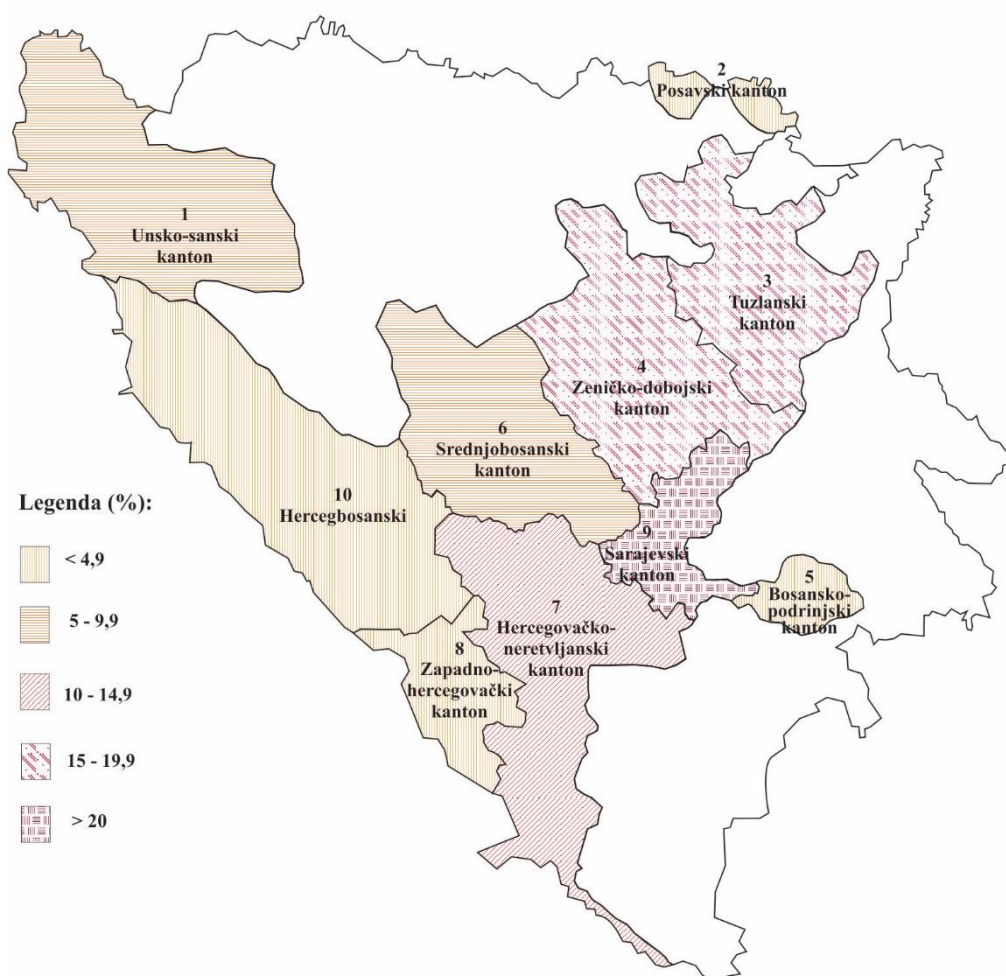 2
Posavski kanton
1
Unsko-sanski
kanton
3
Tuzlanski
kanton
4
Zeničko-dobojski
kanton
6
Srednjobosanski
kanton
10
Hercegbosanski
9
Sarajevski
kanton
5
Bosansko-
podrinjski
kanton
7
Hercegovačko-
neretvljanski
kanton
8
Zapadno-
hercegovački
kanton
Legenda (%):
< 4,9
5 - 9,9
10 - 14,9
15 - 19,9
> 20